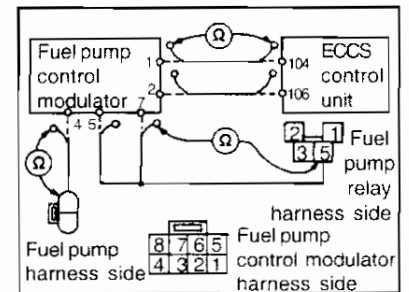 Ω
Fuel pump
control
modulator
1
2
7
4 5
104
106
ECCS
control
unit
Ω
Ω
2 1
3 5
Fuel
pump
relay
harness side
Fuel pump
harness side
8 7 6 5
4 3 2 1
Fuel pump
control modulator
harness side